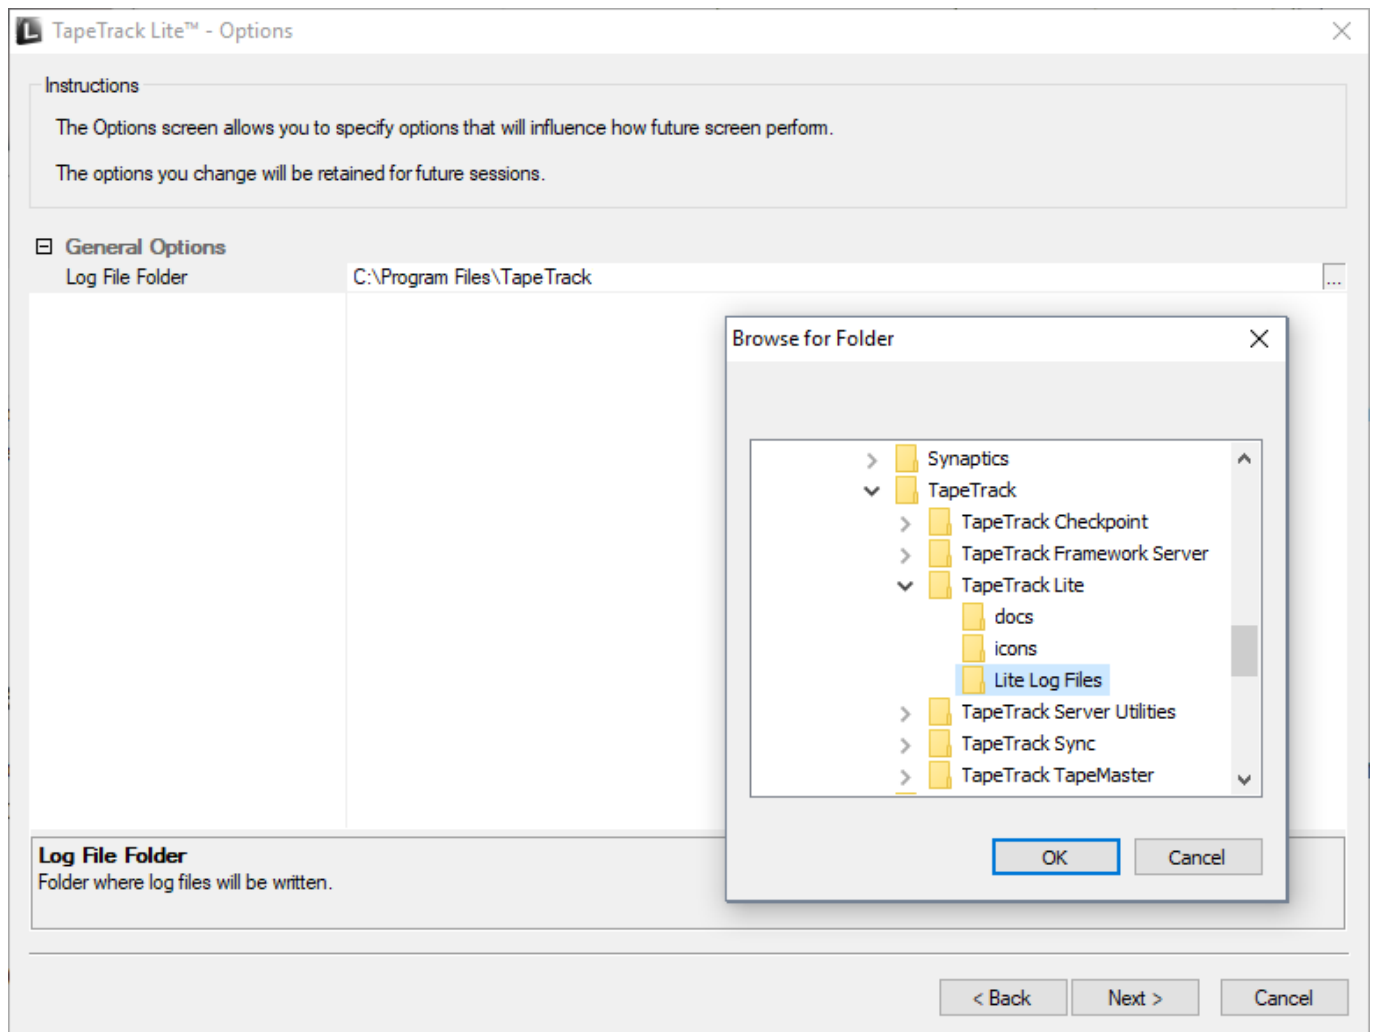 TapeTrack Lite™ - Options
Instructions
The Options screen allows you to specify options that will influence how future screen perform.
The options you change will be retained for future sessions.
General Options
Log File Folder C:\Program Files\TapeTrack ...
Browse for Folder
Synaptics
TapeTrack
TapeTrack Checkpoint
TapeTrack Framework Server
TapeTrack Lite
docs
icons
Lite Log Files
TapeTrack Server Utilities
TapeTrack Sync
TapeTrack TapeMaster
OK Cancel
Log File Folder
Folder where log files will be written.
< Back Next > Cancel